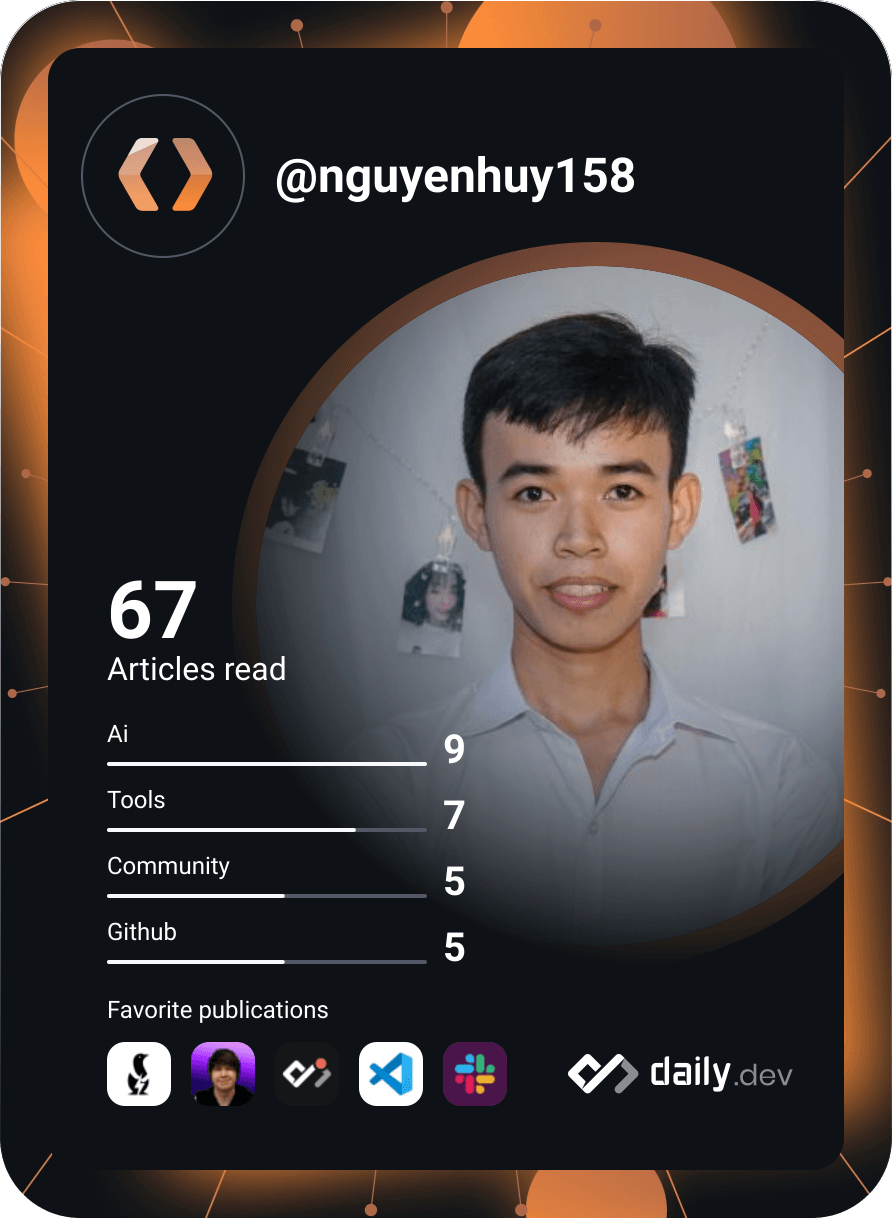 @nguyenhuy158
67
Articles read
Ai
9
Tools
7
Community
5
Github
5
Favorite publications
daily.dev